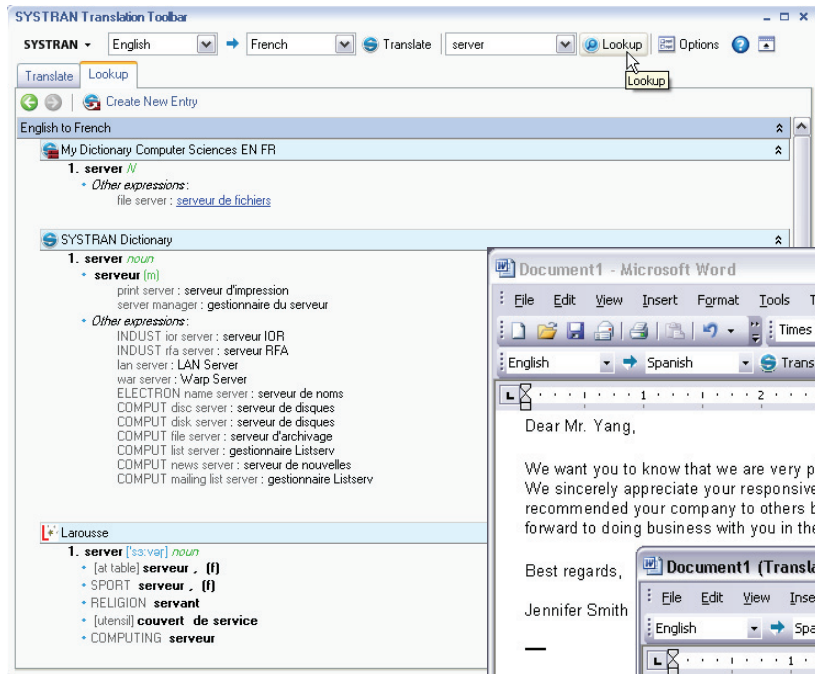 SYSTRAN Translation Toolbar
SYSTRAN English French Translate server Lookup Options
Lookup
Translate Lookup
Create New Entry
English to French
My Dictionary Computer Sciences EN FR
1. server N
Other expressions:
file server : serveur de fichiers
SYSTRAN Dictionary
1. server noun
serveur (m)
print server : serveur d'impression
server manager : gestionnaire du serveur
Other expressions:
INDUST ior server : serveur IOR
INDUST rfa server : serveur RFA
lan server : LAN Server
war server : Warp Server
ELECTRON name server : serveur de noms
COMPUT disc server : serveur de disques
COMPUT disk server : serveur de disques
COMPUT file server : serveur d'archivage
COMPUT list server : gestionnaire Listserv
COMPUT news server : serveur de nouvelles
COMPUT mailing list server : gestionnaire Listserv
Larousse
1. server ['sɜ:vər] noun
[at table] serveur , (f)
SPORT serveur , (f)
RELIGION servant
[utensil] couvert de service
COMPUTING serveur
Document1 - Microsoft Word
File Edit View Insert Format Tools T
Times
English Spanish Trans
1 2
Dear Mr. Yang,
We want you to know that we are very p
We sincerely appreciate your responsive
recommended your company to others b
forward to doing business with you in the
Best regards,
Jennifer Smith
Document1 (Transla
File Edit View Inse
English Spa
1